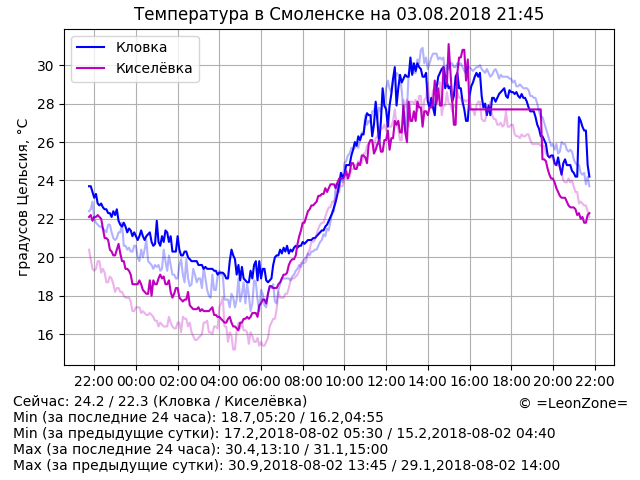 Температура в Смоленске на 03.08.2018 21:45
Кловка
Киселёвка
градусов Цельсия, °C
30
28
26
24
22
20
18
16
22:00 00:00 02:00 04:00 06:00 08:00 10:00 12:00 14:00 16:00 18:00 20:00 22:00
Сейчас: 24.2 / 22.3 (Кловка / Киселёвка)
© =LeonZone=
Min (за последние 24 часа): 18.7,05:20 / 16.2,04:55
Min (за предыдущие сутки): 17.2,2018-08-02 05:30 / 15.2,2018-08-02 04:40
Max (за последние 24 часа): 30.4,13:10 / 31.1,15:00
Max (за предыдущие сутки): 30.9,2018-08-02 13:45 / 29.1,2018-08-02 14:00